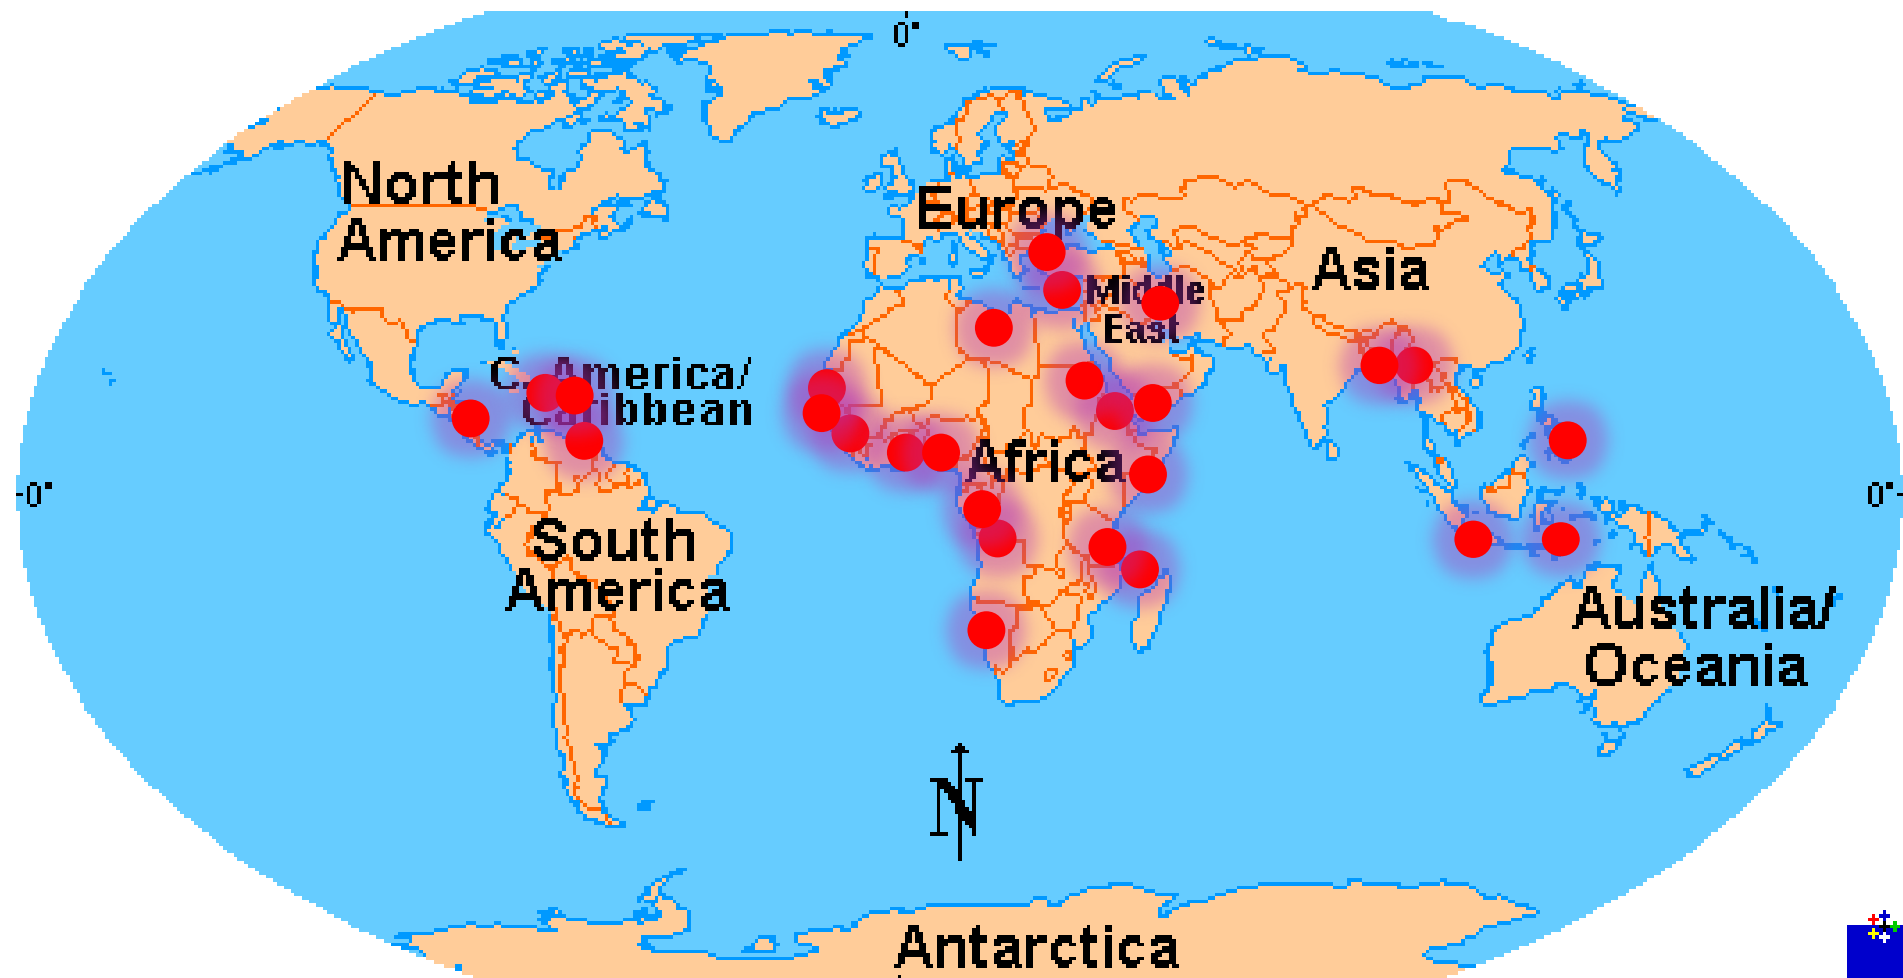 0°
North
America
Europe
Asia
Middle
East
C. America/
Caribbean
Africa
-0°
0°-
South
America
Australia/
Oceania
N
Antarctica